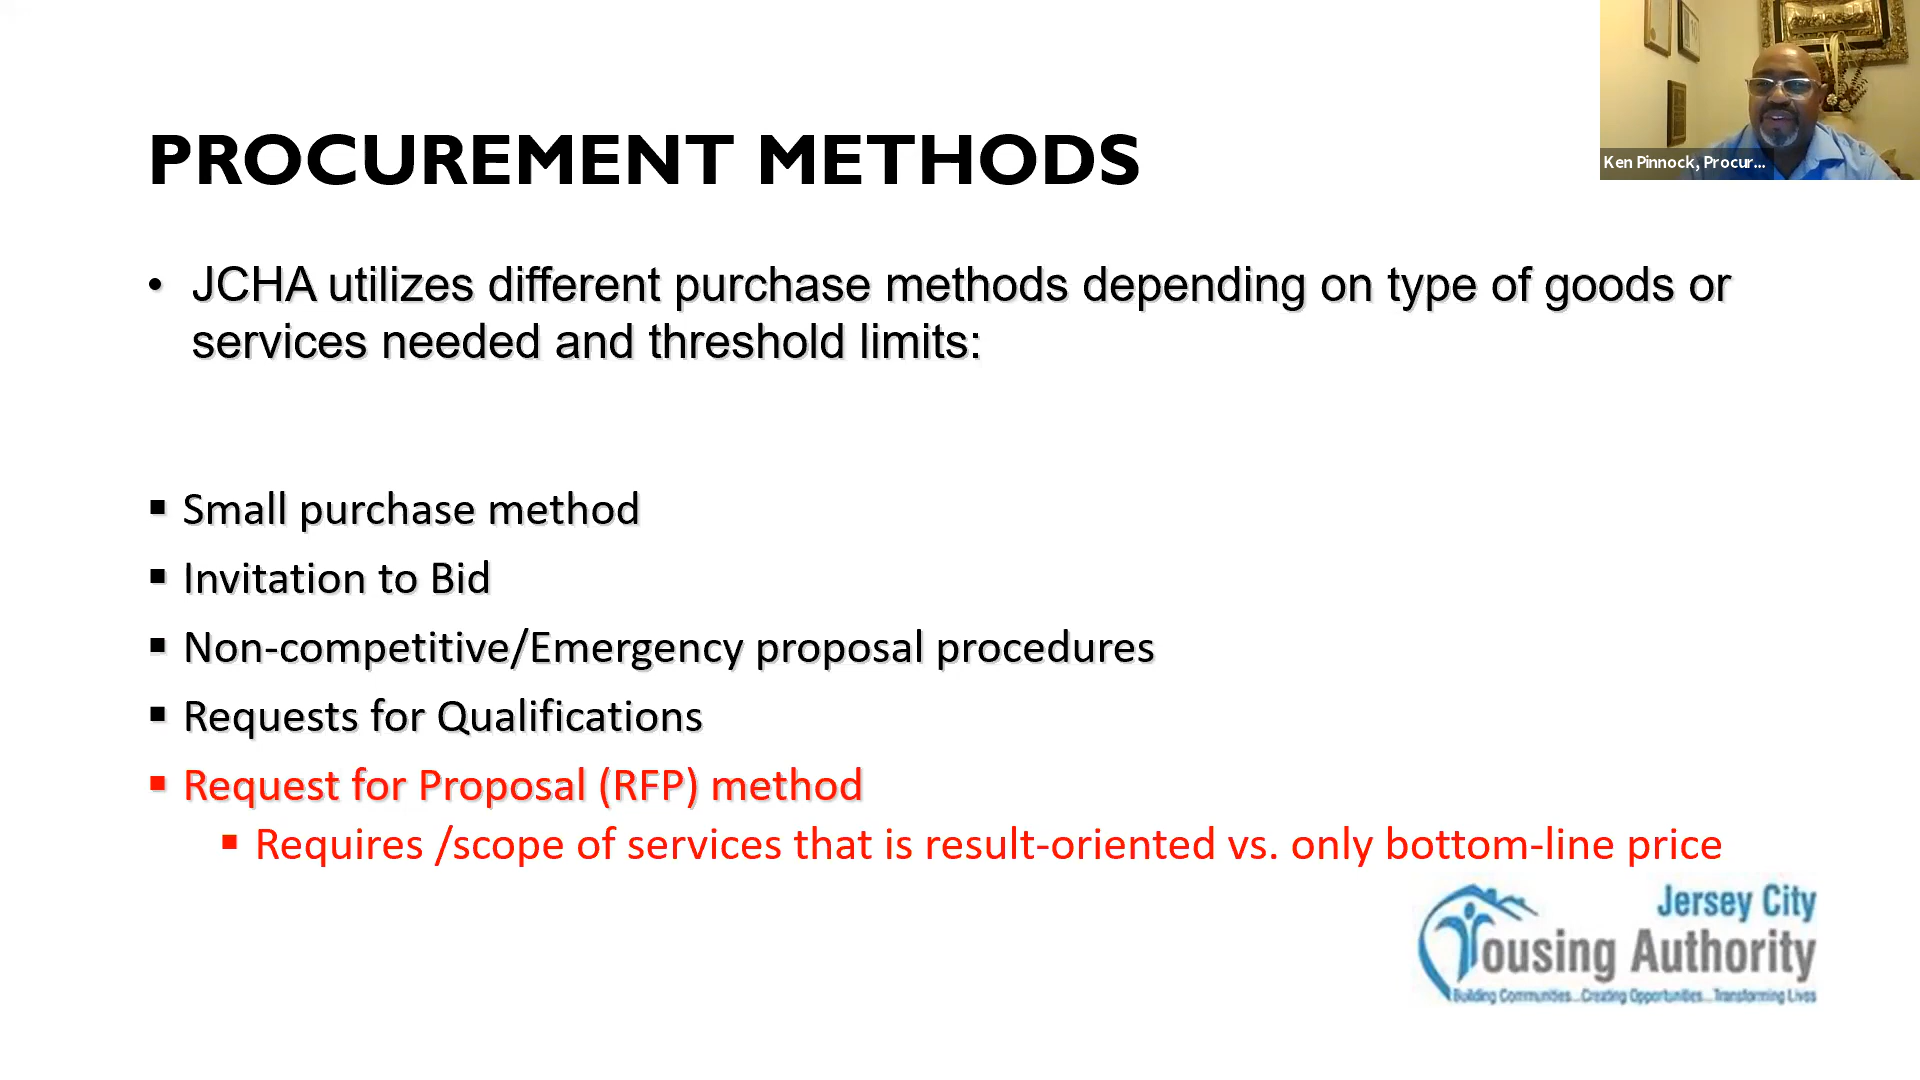 Ken Pinnock, Procur...
PROCUREMENT METHODS
• JCHA utilizes different purchase methods depending on type of goods or
services needed and threshold limits:
▪ Small purchase method
▪ Invitation to Bid
▪ Non-competitive/Emergency proposal procedures
▪ Requests for Qualifications
▪ Request for Proposal (RFP) method
▪ Requires /scope of services that is result-oriented vs. only bottom-line price
Jersey City
Housing Authority
Building Communities...Creating Opportunities...Transforming Lives